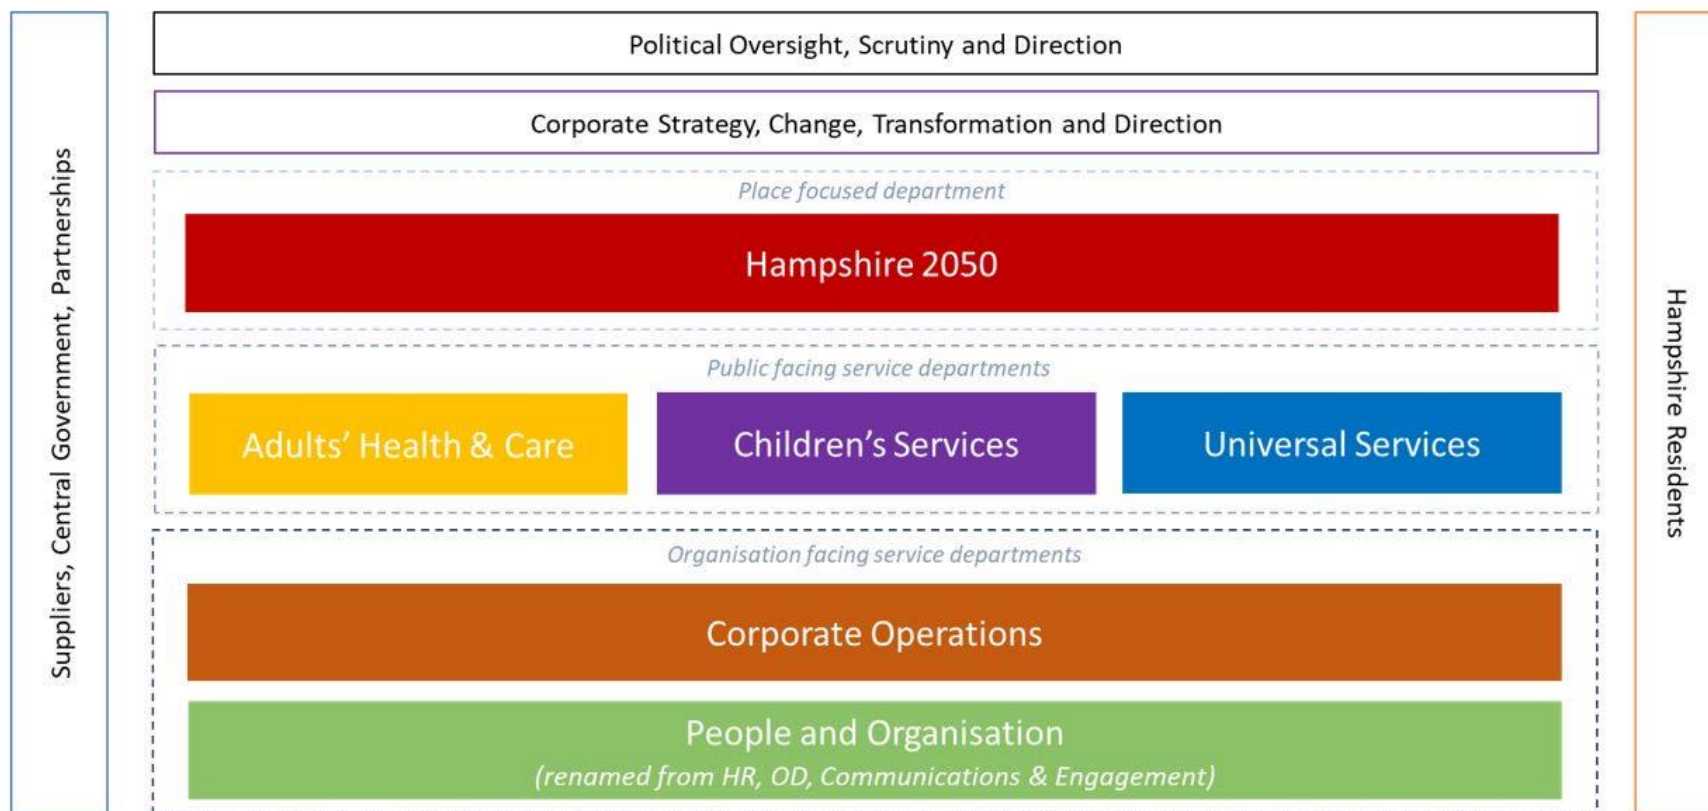 Suppliers, Central Government, Partnerships
Political Oversight, Scrutiny and Direction
Corporate Strategy, Change, Transformation and Direction
Place focused department
Hampshire 2050
Public facing service departments
Adults’ Health & Care
Children’s Services
Universal Services
Organisation facing service departments
Corporate Operations
People and Organisation
(renamed from HR, OD, Communications & Engagement)
Hampshire Residents